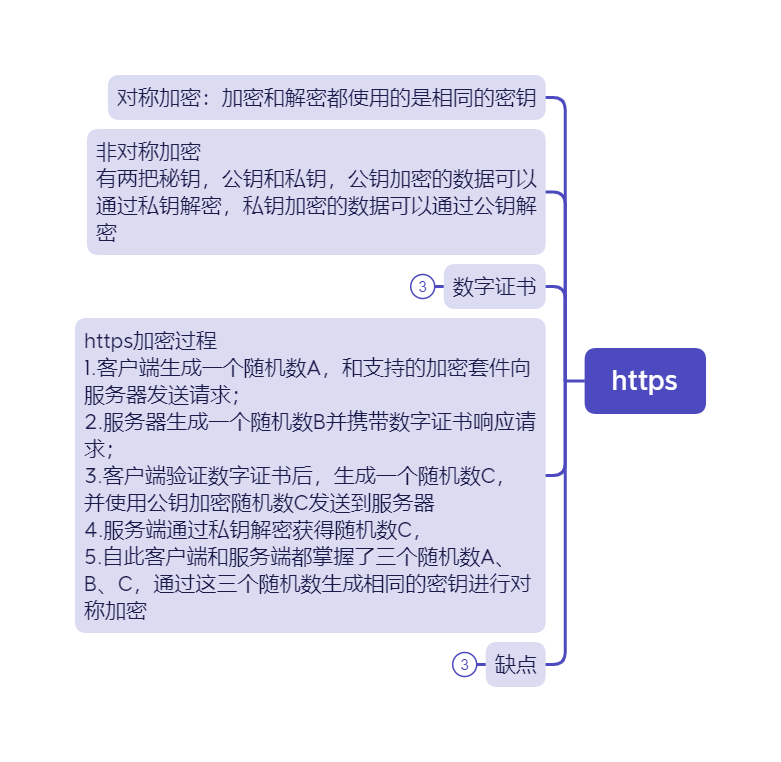 对称加密：加密和解密都使用的是相同的密钥
非对称加密
有两把秘钥，公钥和私钥，公钥加密的数据可以
通过私钥解密，私钥加密的数据可以通过公钥解
密
3
数字证书
https加密过程
1.客户端生成一个随机数A，和支持的加密套件向
服务器发送请求；
2.服务器生成一个随机数B并携带数字证书响应请
求；
3.客户端验证数字证书后，生成一个随机数C，
并使用公钥加密随机数C发送到服务器
4.服务端通过私钥解密获得随机数C，
5.自此客户端和服务端都掌握了三个随机数A、
B、C，通过这三个随机数生成相同的密钥进行对
称加密
3
缺点
https